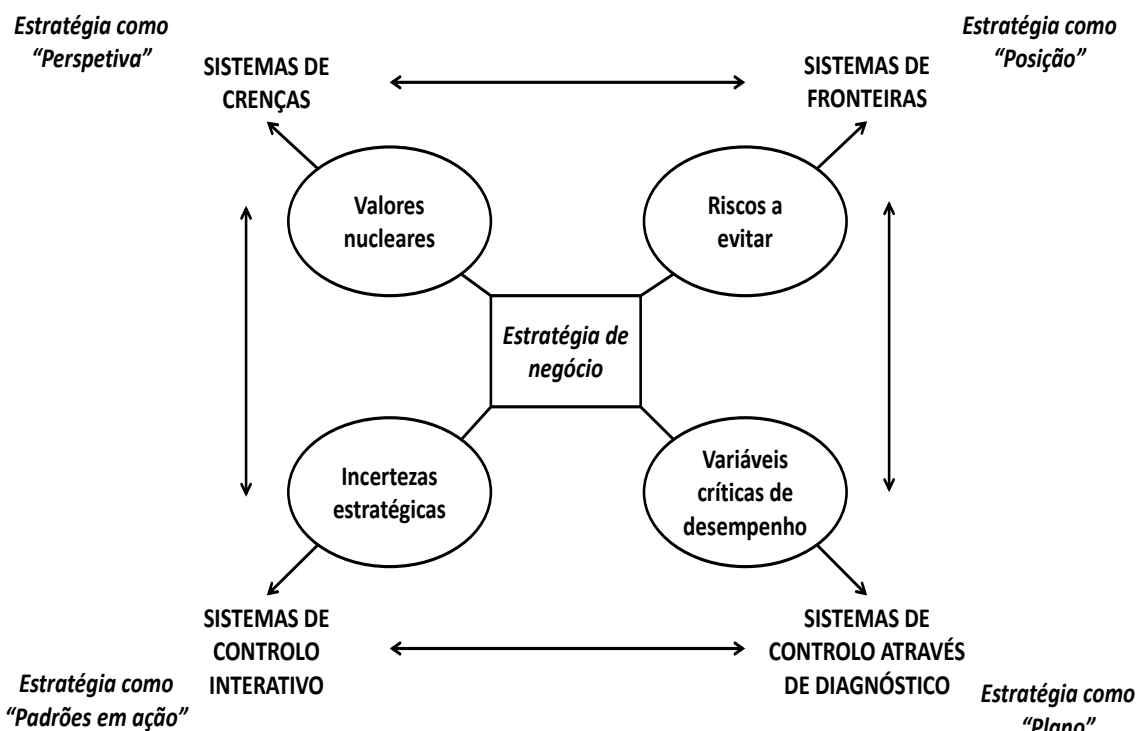 Estratégia como
“Perspetiva”
Estratégia como
“Posição”
SISTEMAS DE
CRENÇAS
SISTEMAS DE
FRONTEIRAS
Valores
nucleares
Riscos a
evitar
Estratégia de
negócio
Incertezas
estratégicas
Variáveis
críticas de
desempenho
SISTEMAS DE
CONTROLO
INTERATIVO
SISTEMAS DE
CONTROLO ATRAVÉS
DE DIAGNÓSTICO
Estratégia como
“Padrões em ação”
Estratégia como
“Plano”